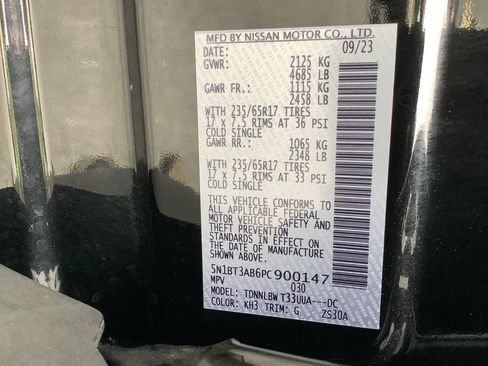 MFD BY NISSAN MOTOR CO., LTD.
DATE: 09/23
GVWR: 2125 KG
4685 LB
GAWR FR.: 1115 KG
2458 LB
WITH 235/65R17 TIRES
17 x 7.5 RIMS AT 36 PSI
COLD SINGLE
GAWR RR.: 1065 KG
2348 LB
WITH 235/65R17 TIRES
17 x 7.5 RIMS AT 33 PSI
COLD SINGLE
THIS VEHICLE CONFORMS TO
ALL APPLICABLE FEDERAL
MOTOR VEHICLE SAFETY AND
THEFT PREVENTION
STANDARDS IN EFFECT ON
THE DATE OF MANUFACTURE
SHOWN ABOVE.
5N1BT3AB6PC900147
MPV 030
MODEL: TDNNLBW T33UUA---DC
COLOR: KH3 TRIM: G ZS30A